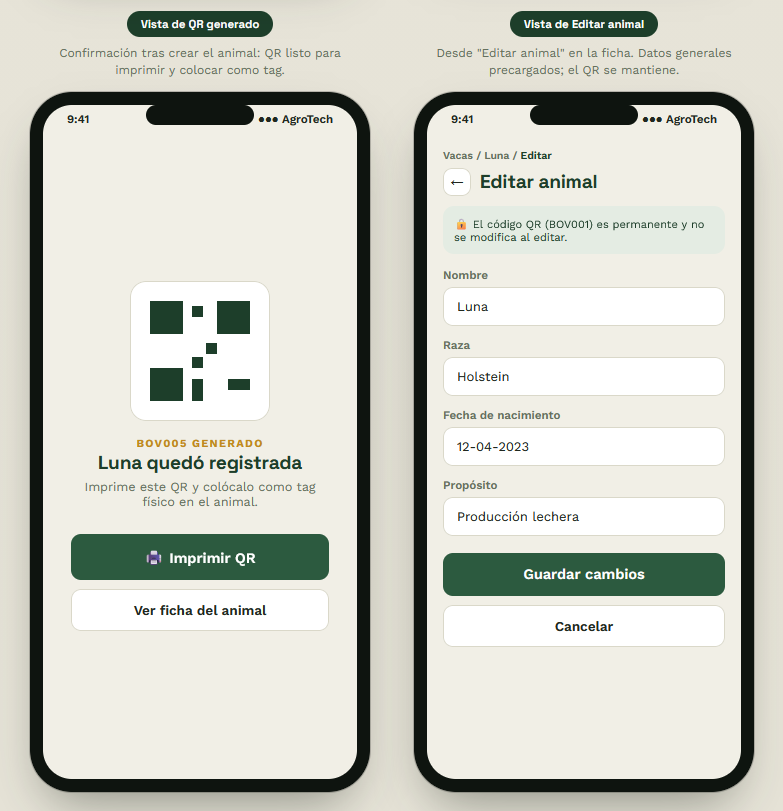 Vista de QR generado
Confirmación tras crear el animal: QR listo para
imprimir y colocar como tag.
9:41
●●● AgroTech
BOV005 GENERADO
Luna quedó registrada
Imprime este QR y colócalo como tag
físico en el animal.
🖨️ Imprimir QR
Ver ficha del animal
Vista de Editar animal
Desde "Editar animal" en la ficha. Datos generales
precargados; el QR se mantiene.
9:41
●●● AgroTech
Vacas / Luna / Editar
← Editar animal
🔒 El código QR (BOV001) es permanente y no
se modifica al editar.
Nombre
Luna
Raza
Holstein
Fecha de nacimiento
12-04-2023
Propósito
Producción lechera
Guardar cambios
Cancelar